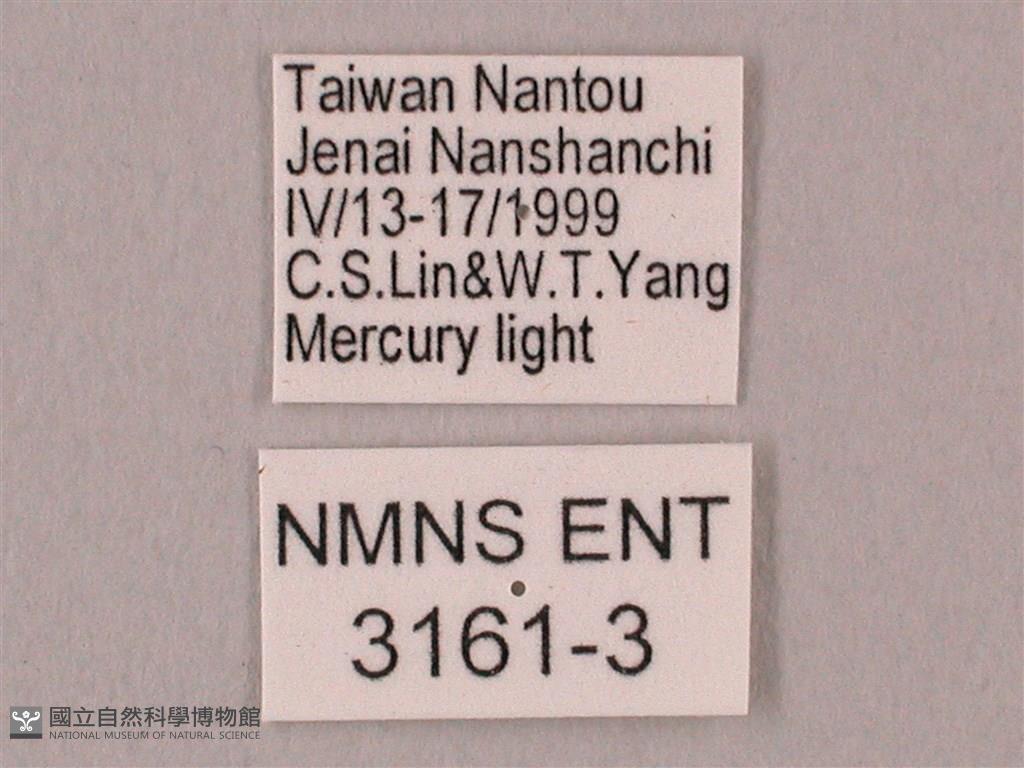 Taiwan Nantou
Jenai Nanshanchi
IV/13-17/1999
C.S.Lin&W.T.Yang
Mercury light
NMNS ENT
3161-3
國立自然科學博物館
NATIONAL MUSEUM OF NATURAL SCIENCE